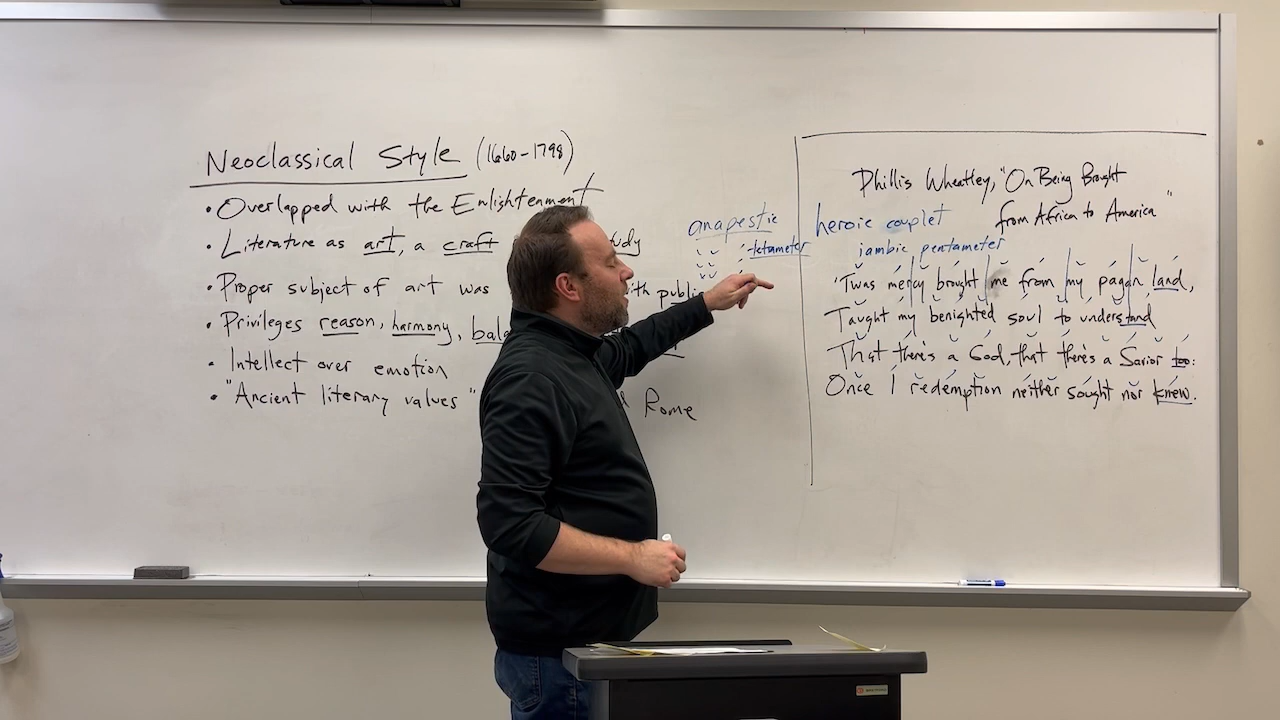 Neoclassical Style (1660-1798)
• Overlapped with the Enlightenment
• Literature as art, a craft
• Proper subject of art was with public
• Privileges reason, harmony,
• Intellect over emotion
• "Ancient literary values" Rome
anapestic
tetrameter
heroic couplet
iambic pentameter
Phillis Wheatley, "On Being Brought
from Africa to America"
'Twas mercy brought me from my pagan land,
Taught my benighted soul to understand
That there's a God, that there's a Savior too:
Once I redemption neither sought nor knew.